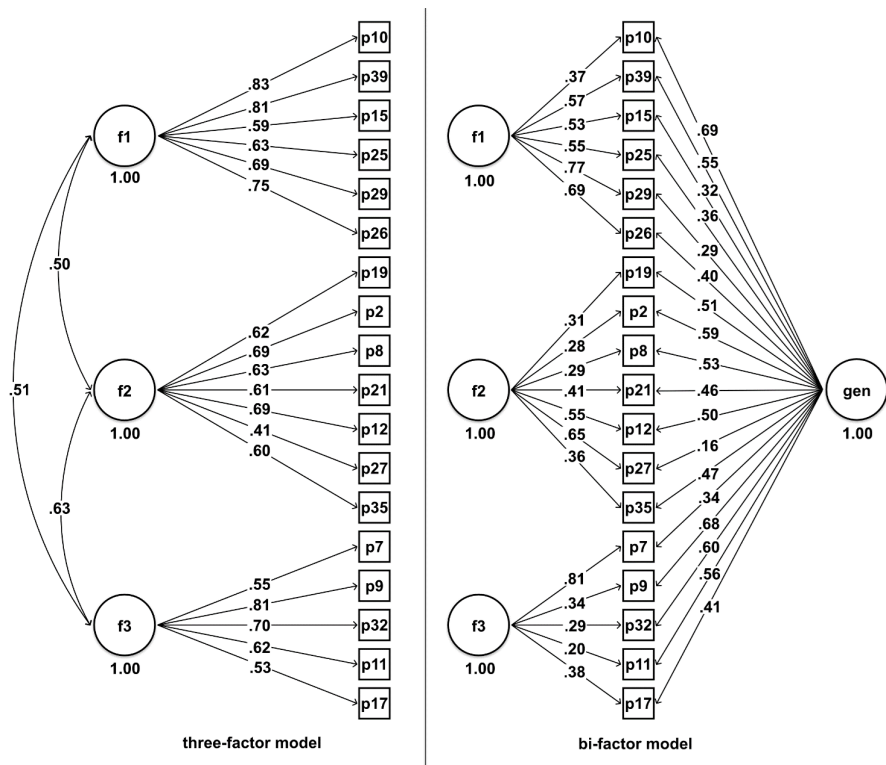 p10
p39
p15
p25
p29
p26
p19
p2
p8
p21
p12
p27
p35
p7
p9
p32
p11
p17
f1
1.00
f2
1.00
f3
1.00
.83
.81
.59
.63
.69
.75
.62
.69
.63
.61
.69
.41
.60
.55
.81
.70
.62
.53
.50
.51
.63
three-factor model
p10
p39
p15
p25
p29
p26
p19
p2
p8
p21
p12
p27
p35
p7
p9
p32
p11
p17
f1
1.00
f2
1.00
f3
1.00
.37
.57
.53
.55
.77
.69
.31
.28
.29
.41
.55
.65
.36
.81
.34
.29
.20
.38
.69
.55
.32
.36
.29
.40
.51
.59
.53
.46
.50
.16
.47
.34
.68
.60
.56
.41
gen
1.00
bi-factor model